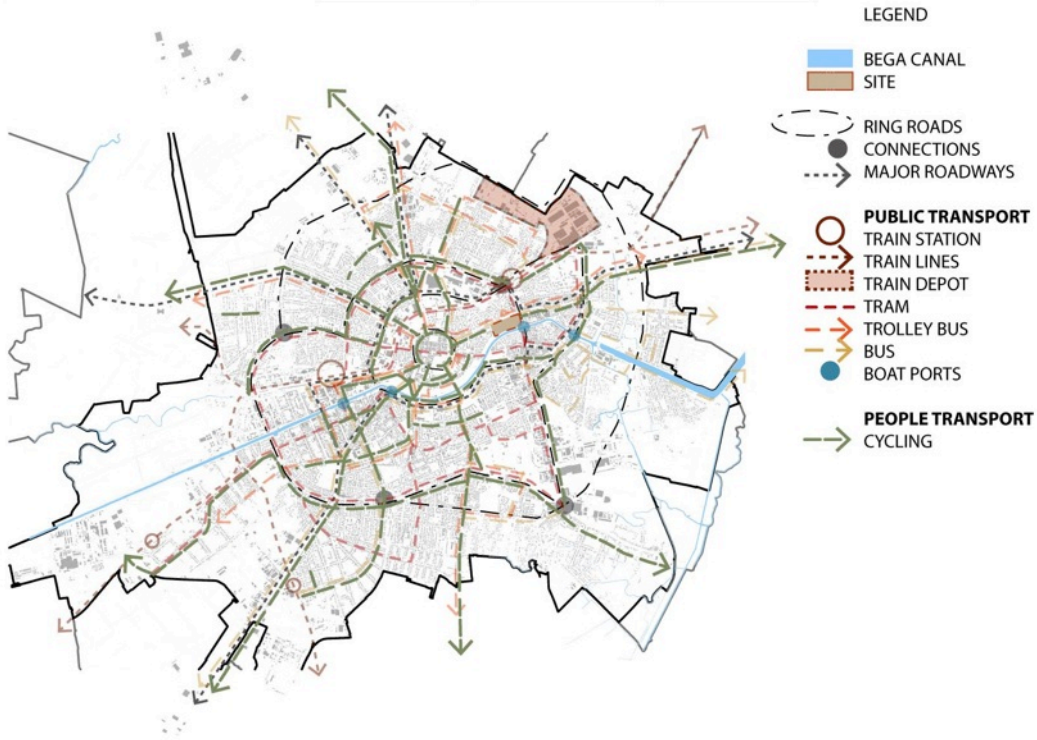 LEGEND
BEGA CANAL
SITE
RING ROADS
CONNECTIONS
MAJOR ROADWAYS
PUBLIC TRANSPORT
TRAIN STATION
TRAIN LINES
TRAIN DEPOT
TRAM
TROLLEY BUS
BUS
BOAT PORTS
PEOPLE TRANSPORT
CYCLING